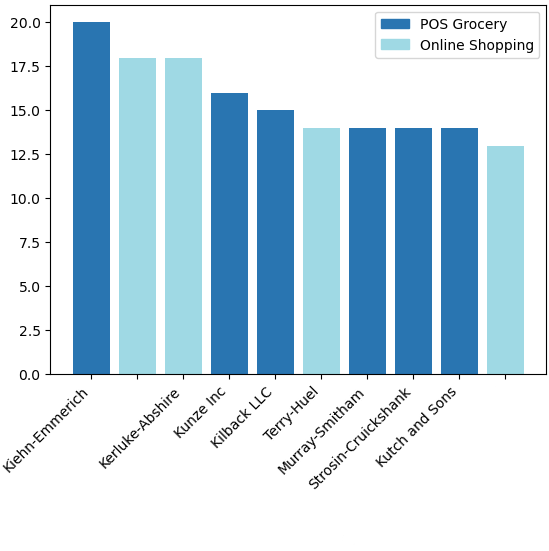 20.0
17.5
15.0
12.5
10.0
7.5
5.0
2.5
0.0
POS Grocery
Online Shopping
Kiehn-Emmerich
Kerluke-Abshire
Kunze Inc
Kilback LLC
Terry-Huel
Murray-Smitham
Strosin-Cruickshank
Kutch and Sons